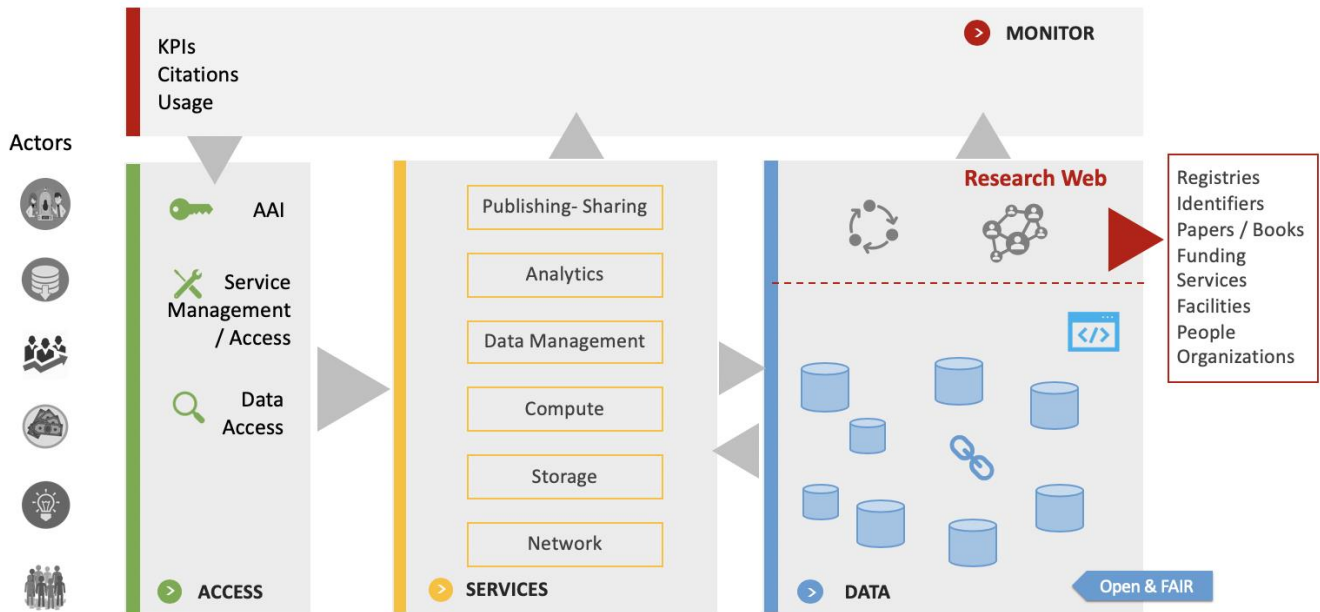 KPIs
Citations
Usage
MONITOR
Actors
AAI
Service
Management
/ Access
Data
Access
ACCESS
Publishing- Sharing
Analytics
Data Management
Compute
Storage
Network
SERVICES
Research Web
</>
DATA
Open & FAIR
Registries
Identifiers
Papers / Books
Funding
Services
Facilities
People
Organizations